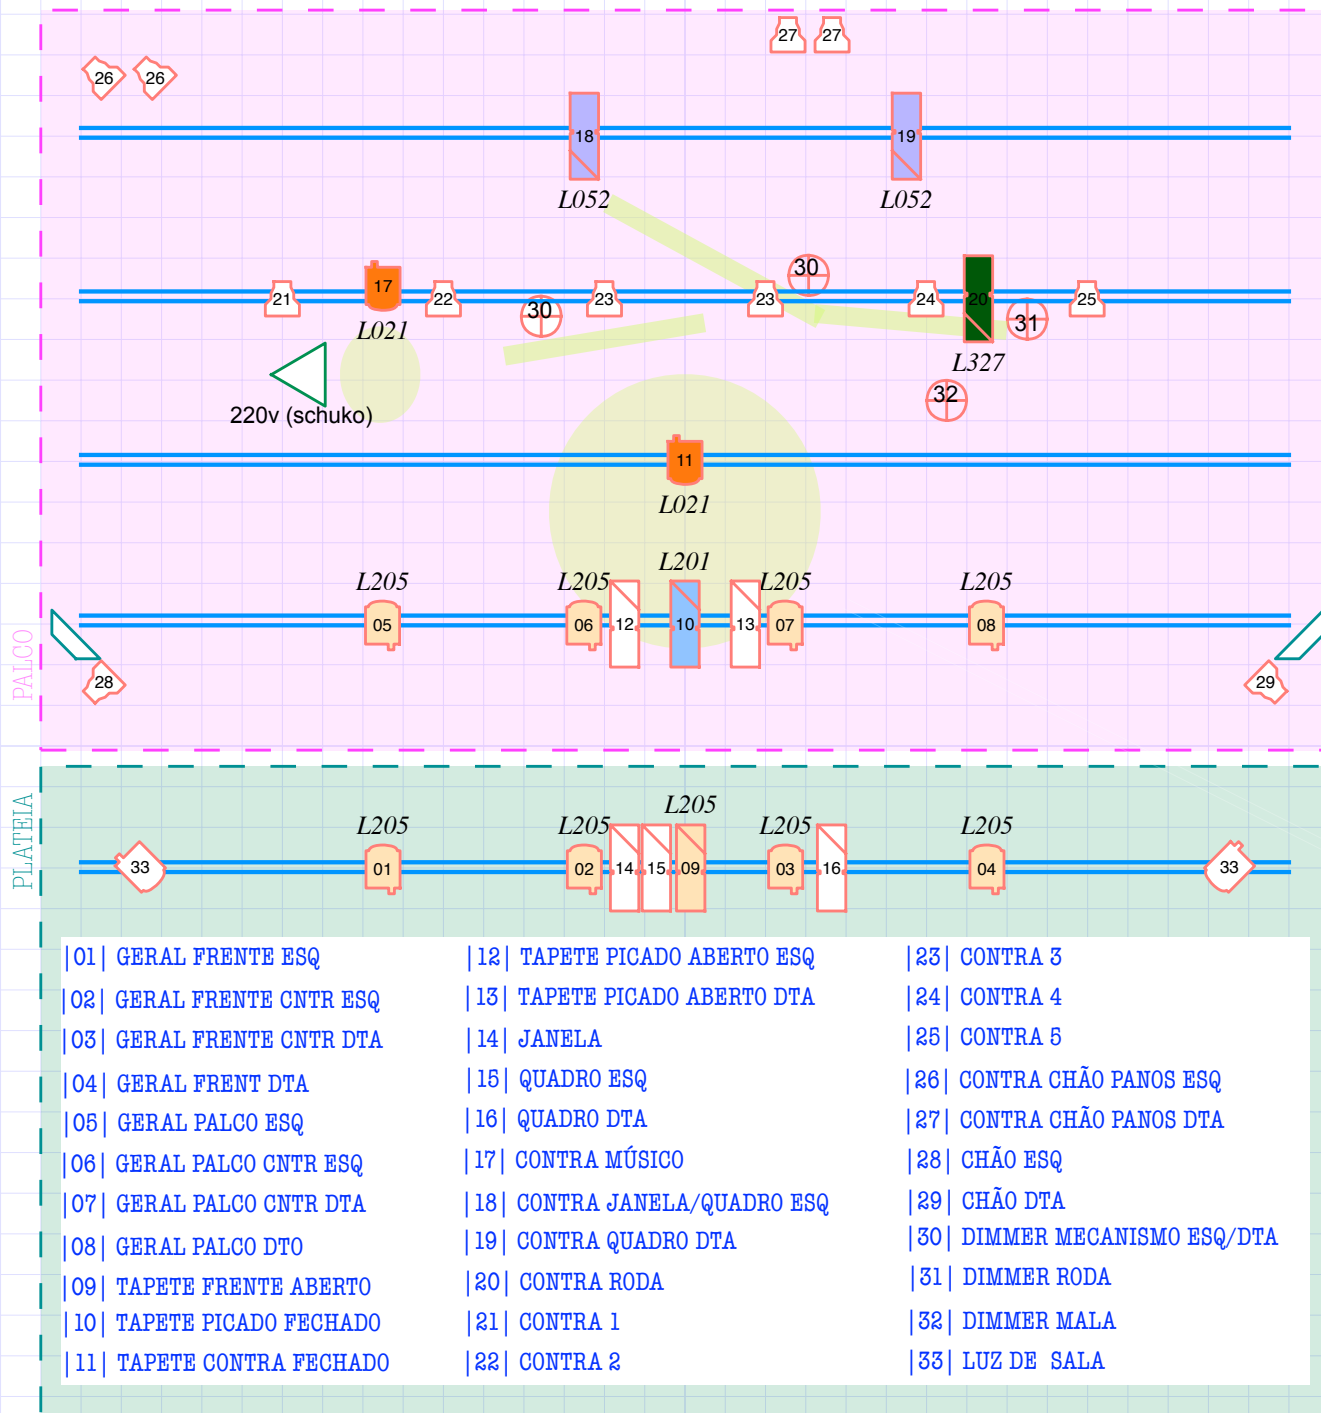 27 27
26 26
18 19
L052 L052
30
21 17 22 23 23 24 20 25
30 31
L021
L327
32
220v (schuko)
11
L021
L201
L205 L205 L205 L205
05 06 12 10 13 07 08
PALCO
28 29
PLATEIA
L205
L205 L205 L205 L205
33 01 02 14 15 09 03 16 04 33
|01| GERAL FRENTE ESQ
|02| GERAL FRENTE CNTR ESQ
|03| GERAL FRENTE CNTR DTA
|04| GERAL FRENT DTA
|05| GERAL PALCO ESQ
|06| GERAL PALCO CNTR ESQ
|07| GERAL PALCO CNTR DTA
|08| GERAL PALCO DTO
|09| TAPETE FRENTE ABERTO
|10| TAPETE PICADO FECHADO
|11| TAPETE CONTRA FECHADO
|12| TAPETE PICADO ABERTO ESQ
|13| TAPETE PICADO ABERTO DTA
|14| JANELA
|15| QUADRO ESQ
|16| QUADRO DTA
|17| CONTRA MÚSICO
|18| CONTRA JANELA/QUADRO ESQ
|19| CONTRA QUADRO DTA
|20| CONTRA RODA
|21| CONTRA 1
|22| CONTRA 2
|23| CONTRA 3
|24| CONTRA 4
|25| CONTRA 5
|26| CONTRA CHÃO PANOS ESQ
|27| CONTRA CHÃO PANOS DTA
|28| CHÃO ESQ
|29| CHÃO DTA
|30| DIMMER MECANISMO ESQ/DTA
|31| DIMMER RODA
|32| DIMMER MALA
|33| LUZ DE  SALA